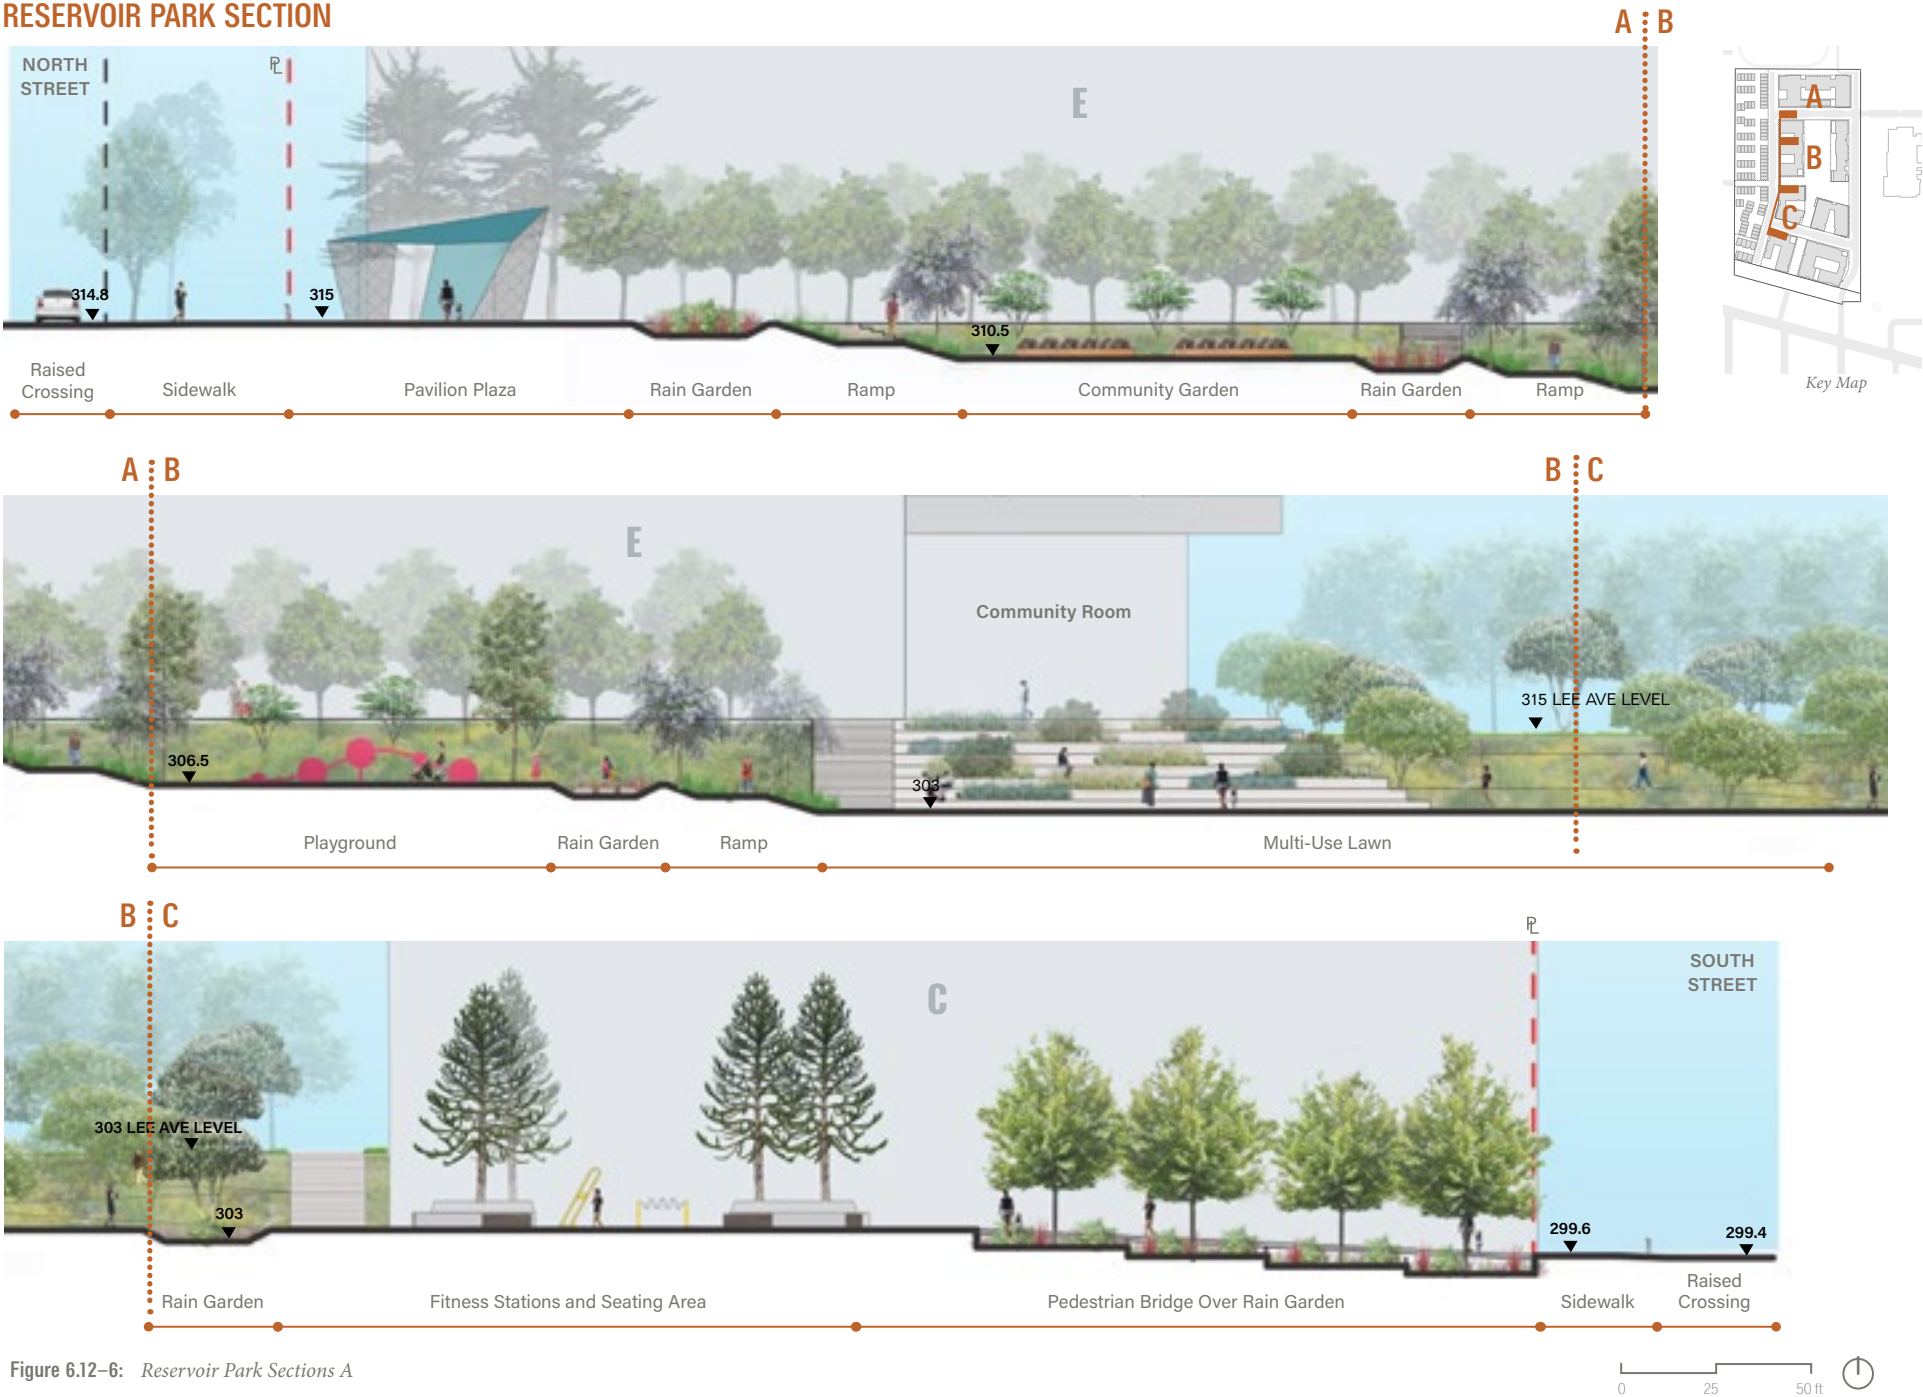 RESERVOIR PARK SECTION
A B
NORTH
STREET
PL
E
A
B
C
314.8
315
310.5
Raised
Crossing
Sidewalk
Pavilion Plaza
Rain Garden
Ramp
Community Garden
Rain Garden
Ramp
Key Map
A B
B C
E
Community Room
315 LEE AVE LEVEL
306.5
303
Playground
Rain Garden
Ramp
Multi-Use Lawn
B C
PL
SOUTH
STREET
C
303 LEE AVE LEVEL
303
299.6
299.4
Rain Garden
Fitness Stations and Seating Area
Pedestrian Bridge Over Rain Garden
Sidewalk
Raised
Crossing
Figure 6.12–6: Reservoir Park Sections A
0 25 50 ft